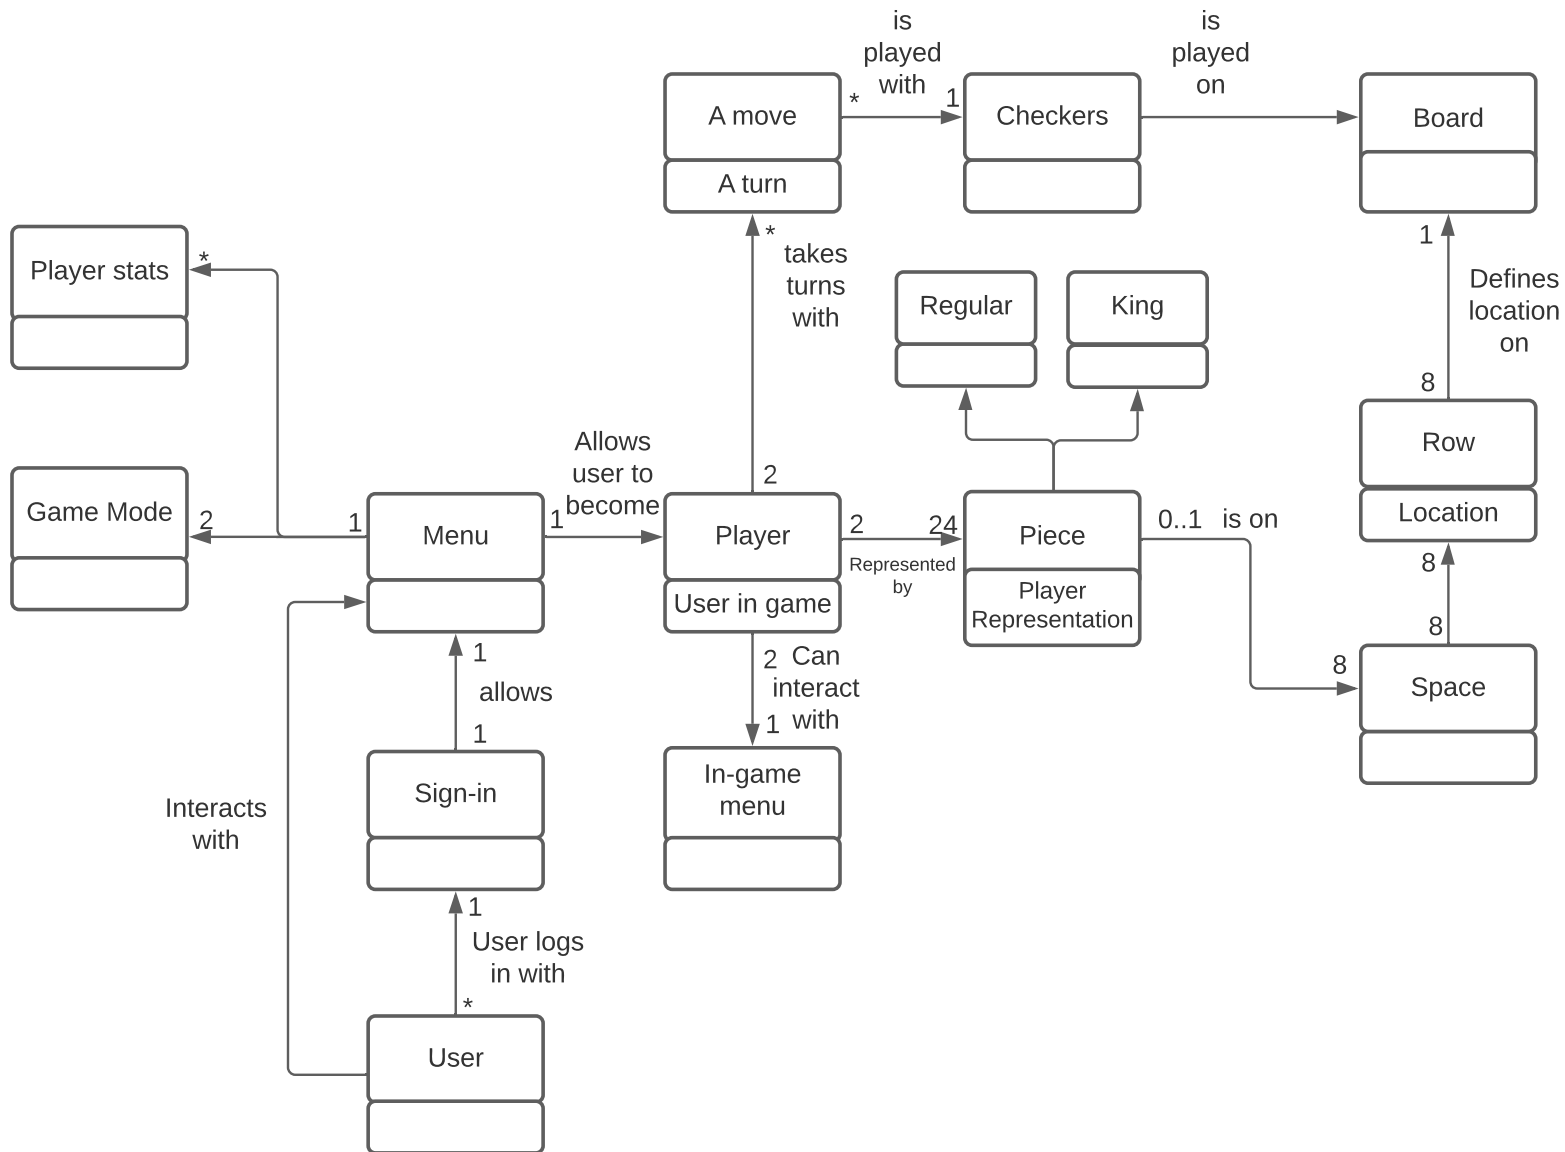 is
played
with
is
played
on
A move
*
1
Checkers
Board
A turn
Player stats
*
*
takes
turns
with
1
Defines
location
on
Regular
King
8
Row
Location
Game Mode
2
1
Menu
Allows
user to
become
1
2
Player
User in game
2
24
Represented
by
Piece
Player
Representation
0..1
is on
8
8
8
Space
1
allows
1
2
Can
interact
with
1
In-game
menu
Sign-in
Interacts
with
1
User logs
in with
*
User